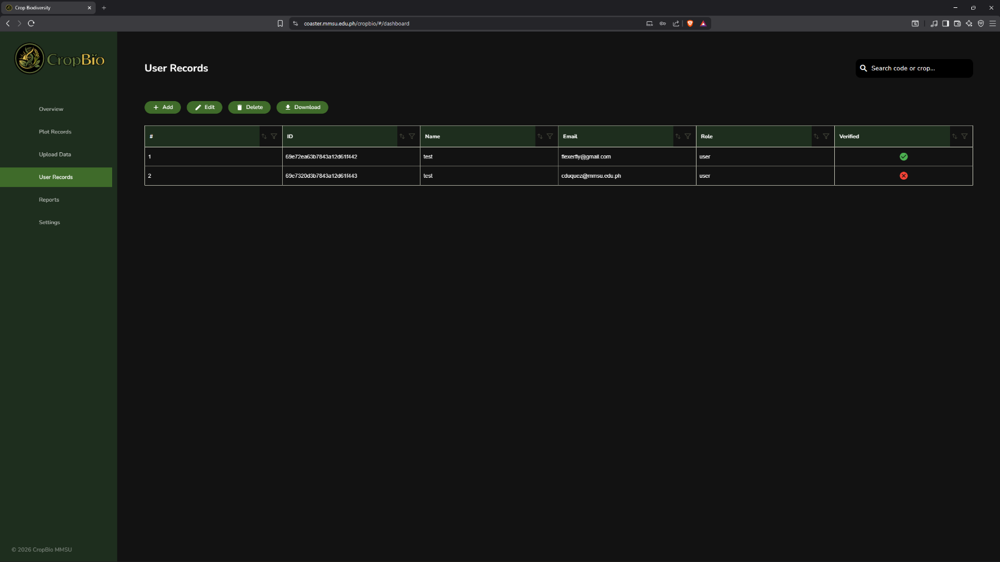 Crop Biodiversity
coaster.mmsu.edu.ph/cropbio/#/dashboard
CropBio
Overview
Plot Records
Upload Data
User Records
Reports
Settings
© 2026 CropBio MMSU
User Records
Search code or crop...
Add Edit Delete Download
# ID Name Email Role Verified
1 69e72ea63b7843a12d61f442 test flexerfly@gmail.com user
2 69e7320d3b7843a12d61f443 test cduquez@mmsu.edu.ph user